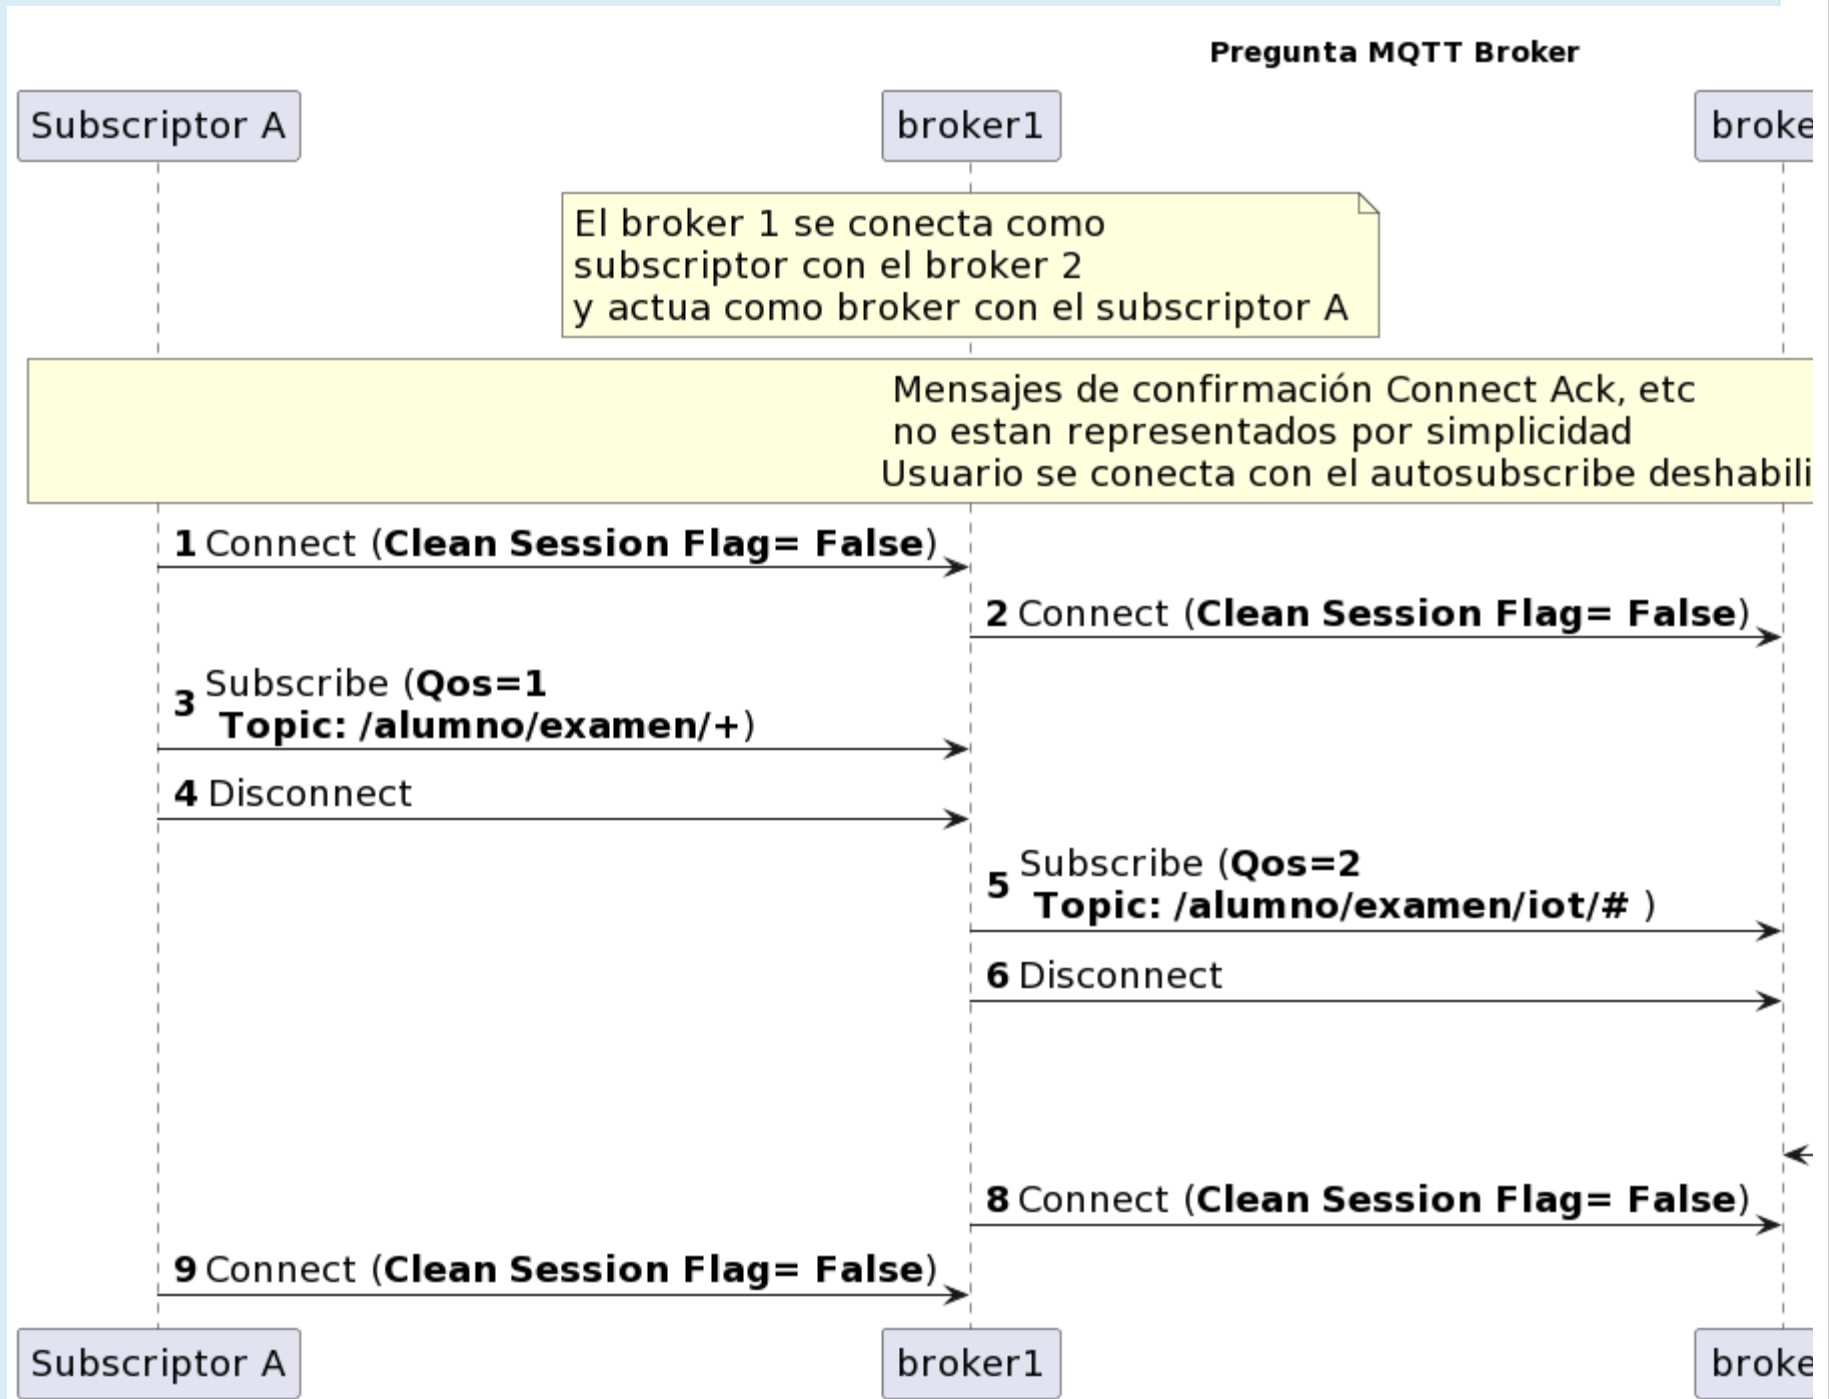 Pregunta MQTT Broker
Subscriptor A
broker1
broke
El broker 1 se conecta como
subscriptor con el broker 2
y actua como broker con el subscriptor A
Mensajes de confirmación Connect Ack, etc
no estan representados por simplicidad
Usuario se conecta con el autosubscribe deshabili
1 Connect (Clean Session Flag= False)
2 Connect (Clean Session Flag= False)
3 Subscribe (Qos=1
Topic: /alumno/examen/+)
4 Disconnect
5 Subscribe (Qos=2
Topic: /alumno/examen/iot/# )
6 Disconnect
8 Connect (Clean Session Flag= False)
9 Connect (Clean Session Flag= False)
Subscriptor A
broker1
broke